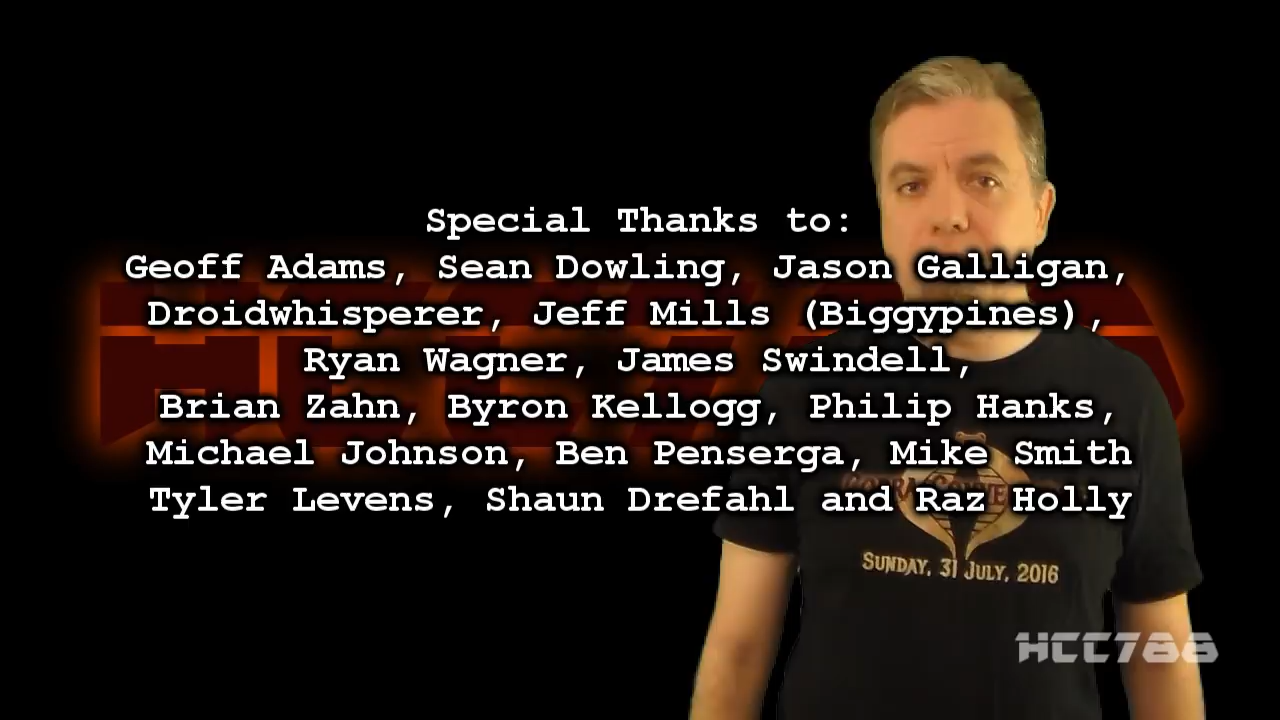 Special Thanks to:
Geoff Adams, Sean Dowling, Jason Galligan,
Droidwhisperer, Jeff Mills (Biggypines),
Ryan Wagner, James Swindell,
Brian Zahn, Byron Kellogg, Philip Hanks,
Michael Johnson, Ben Penserga, Mike Smith
Tyler Levens, Shaun Drefahl and Raz Holly
SUNDAY, 31 JULY, 2016
HCC788